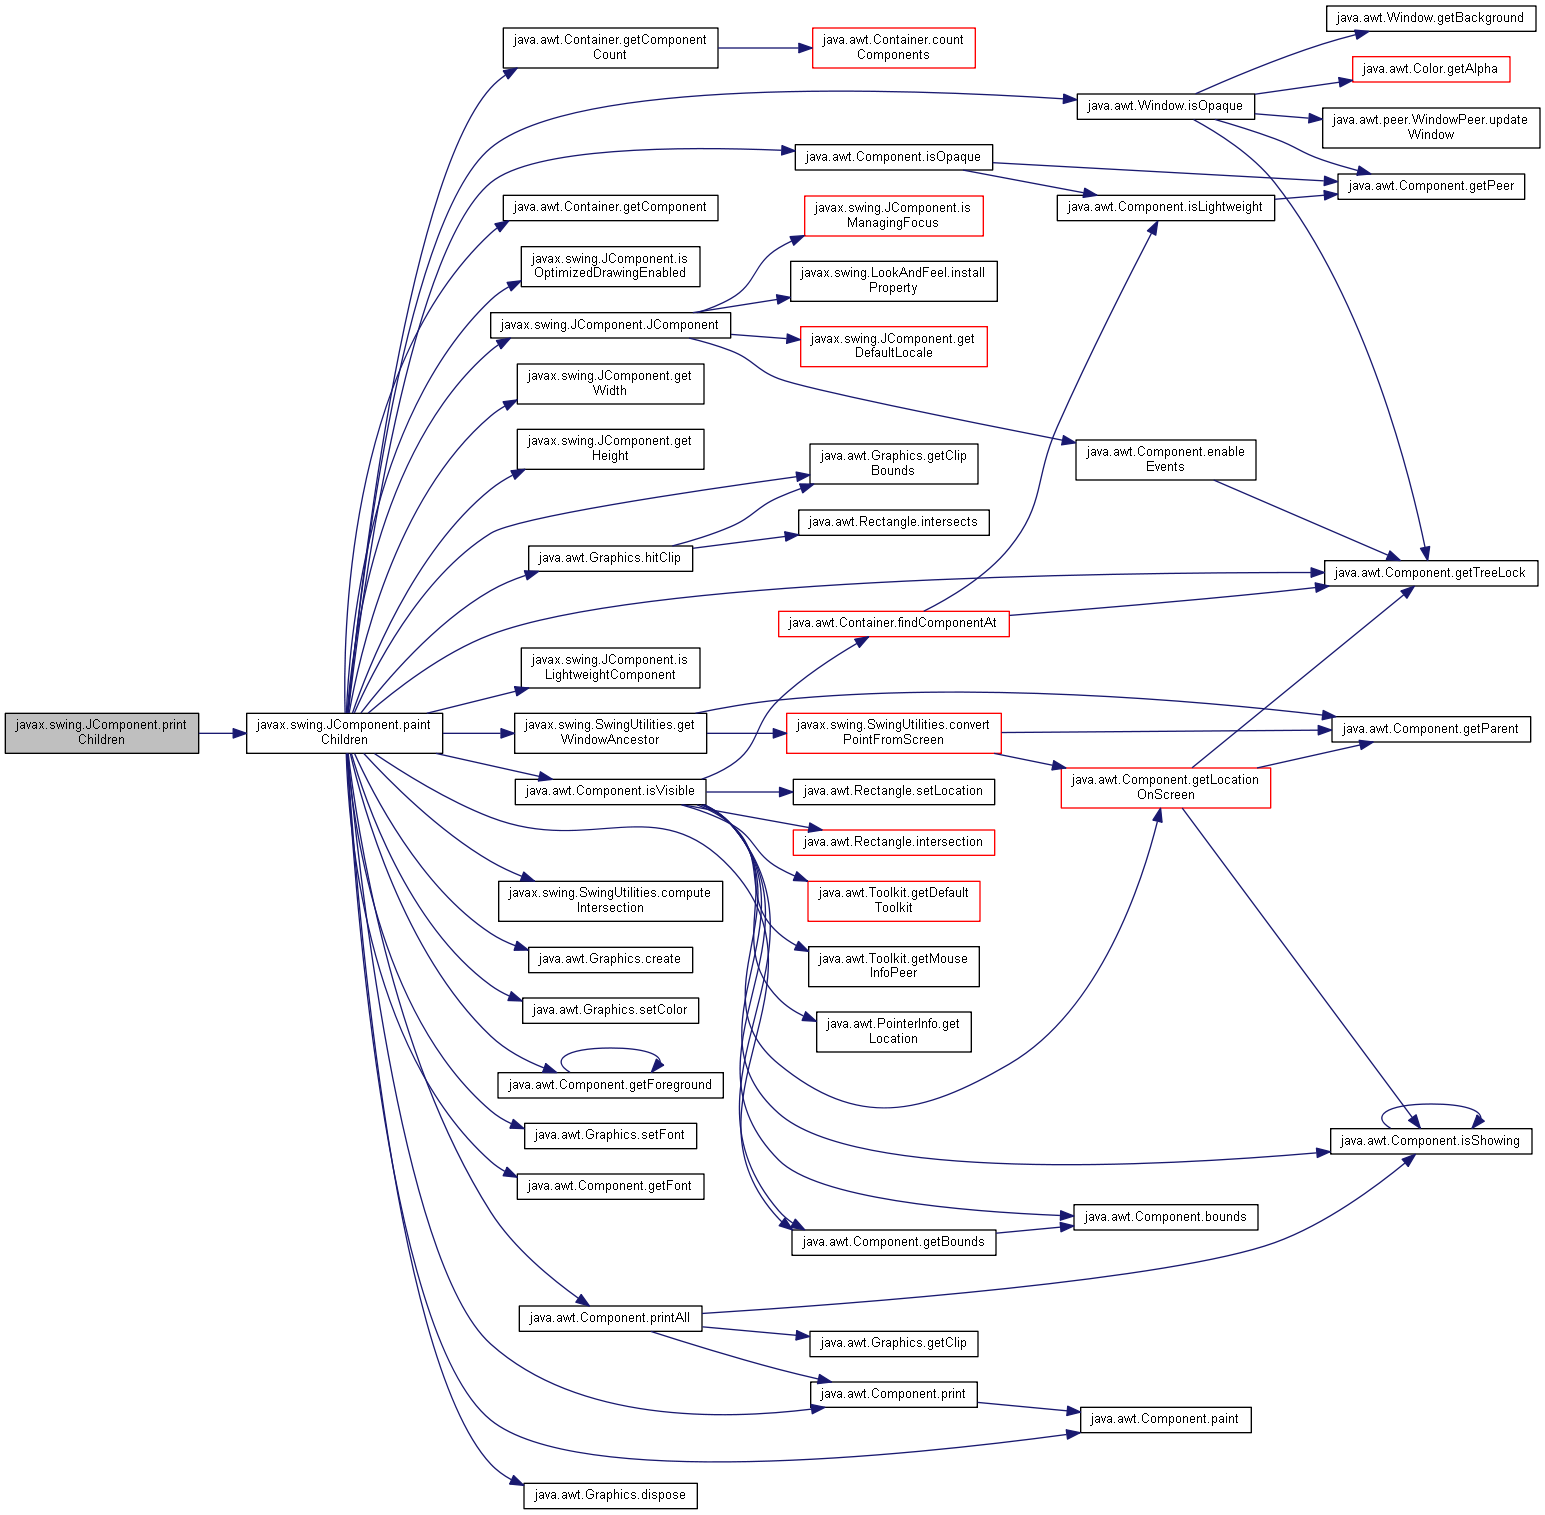 javax.swing.JComponent.print
Children
javax.swing.JComponent.paint
Children
java.awt.Container.getComponent
Count
java.awt.Container.getComponent
javax.swing.JComponent.is
OptimizedDrawingEnabled
javax.swing.JComponent.JComponent
javax.swing.JComponent.get
Width
javax.swing.JComponent.get
Height
java.awt.Graphics.hitClip
javax.swing.JComponent.is
LightweightComponent
javax.swing.SwingUtilities.get
WindowAncestor
java.awt.Component.isVisible
javax.swing.SwingUtilities.compute
Intersection
java.awt.Graphics.create
java.awt.Graphics.setColor
java.awt.Component.getForeground
java.awt.Graphics.setFont
java.awt.Component.getFont
java.awt.Component.printAll
java.awt.Graphics.dispose
java.awt.Container.count
Components
java.awt.Component.isOpaque
javax.swing.JComponent.is
ManagingFocus
javax.swing.LookAndFeel.install
Property
javax.swing.JComponent.get
DefaultLocale
java.awt.Graphics.getClip
Bounds
java.awt.Rectangle.intersects
java.awt.Container.findComponentAt
javax.swing.SwingUtilities.convert
PointFromScreen
java.awt.Rectangle.setLocation
java.awt.Rectangle.intersection
java.awt.Toolkit.getDefault
Toolkit
java.awt.Toolkit.getMouse
InfoPeer
java.awt.PointerInfo.get
Location
java.awt.Component.getBounds
java.awt.Graphics.getClip
java.awt.Component.print
java.awt.Window.isOpaque
java.awt.Component.isLightweight
java.awt.Component.enable
Events
java.awt.Component.getLocation
OnScreen
java.awt.Component.bounds
java.awt.Component.paint
java.awt.Window.getBackground
java.awt.Color.getAlpha
java.awt.peer.WindowPeer.update
Window
java.awt.Component.getPeer
java.awt.Component.getTreeLock
java.awt.Component.getParent
java.awt.Component.isShowing